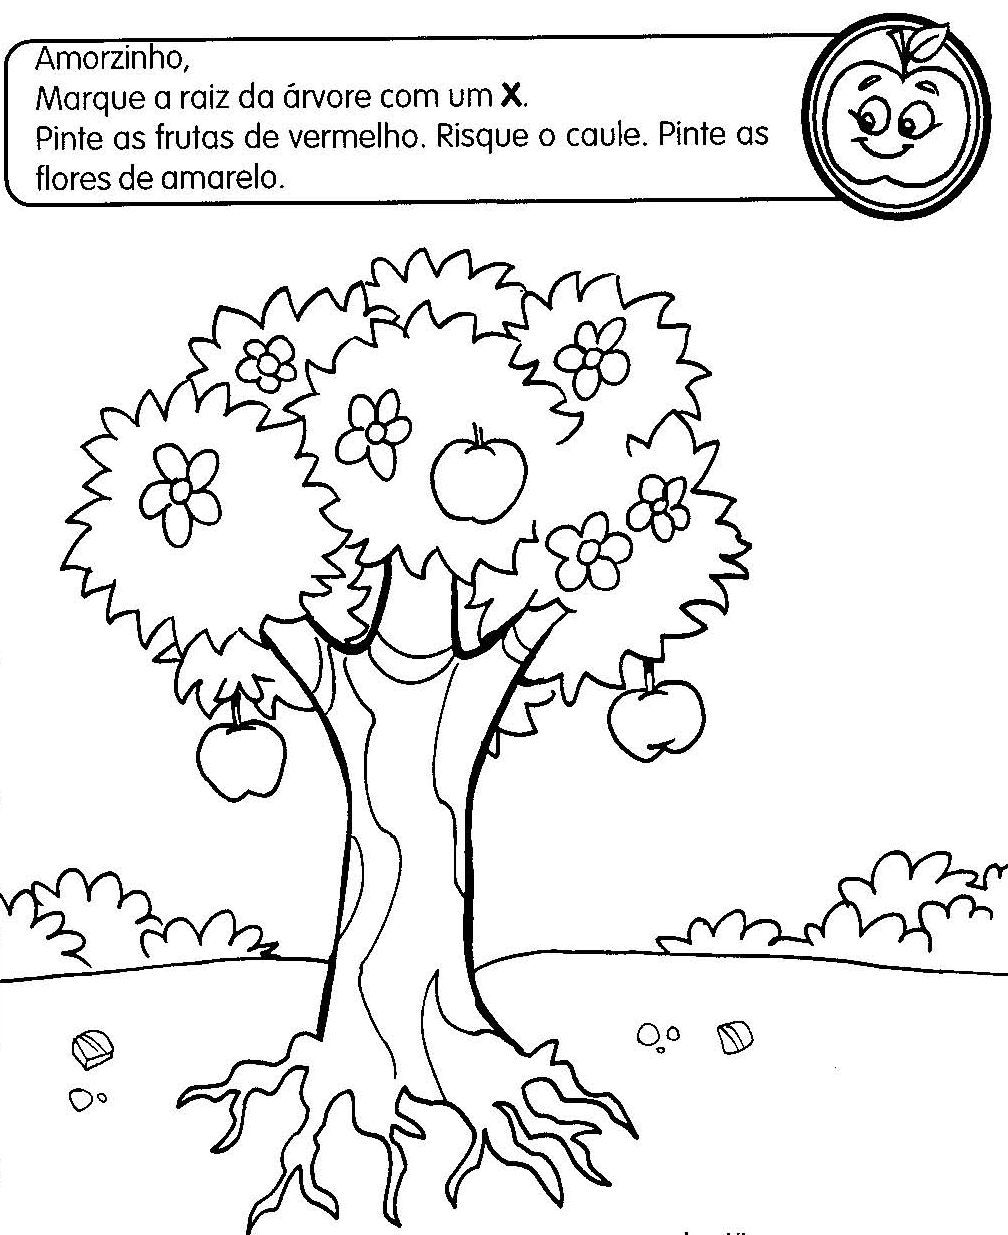 Amorzinho,
Marque a raiz da árvore com um X.
Pinte as frutas de vermelho. Risque o caule. Pinte as
flores de amarelo.